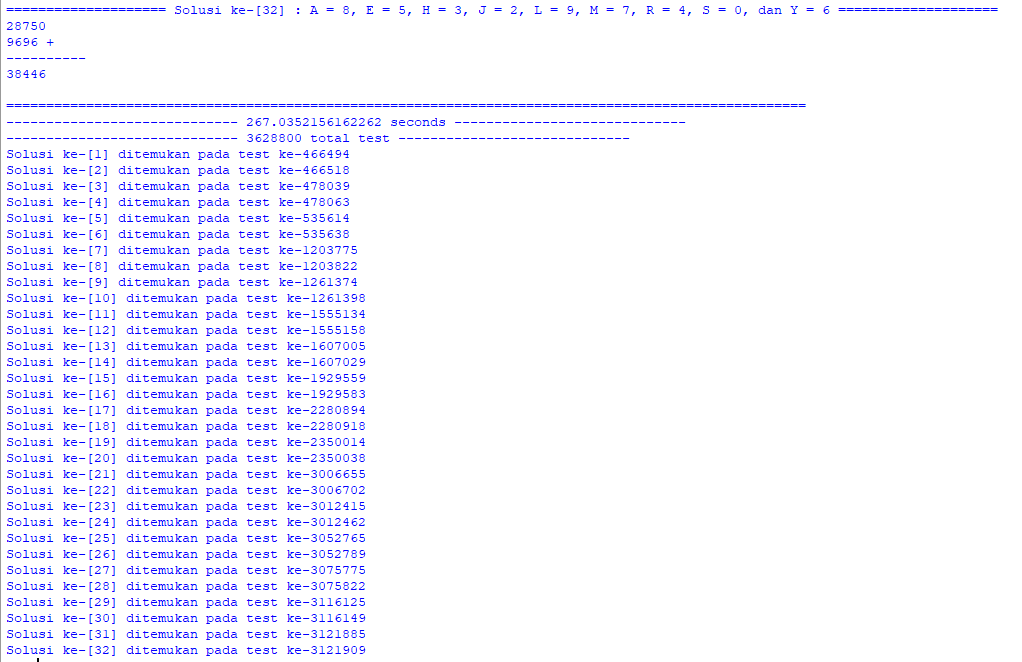 ==================== Solusi ke-[32] : A = 8, E = 5, H = 3, J = 2, L = 9, M = 7, R = 4, S = 0, dan Y = 6 ====================
28750
9696 +
----------
38446
====================================================================================================
----------------------------- 267.0352156162262 seconds -----------------------------
----------------------------- 3628800 total test -----------------------------
Solusi ke-[1] ditemukan pada test ke-466494
Solusi ke-[2] ditemukan pada test ke-466518
Solusi ke-[3] ditemukan pada test ke-478039
Solusi ke-[4] ditemukan pada test ke-478063
Solusi ke-[5] ditemukan pada test ke-535614
Solusi ke-[6] ditemukan pada test ke-535638
Solusi ke-[7] ditemukan pada test ke-1203775
Solusi ke-[8] ditemukan pada test ke-1203822
Solusi ke-[9] ditemukan pada test ke-1261374
Solusi ke-[10] ditemukan pada test ke-1261398
Solusi ke-[11] ditemukan pada test ke-1555134
Solusi ke-[12] ditemukan pada test ke-1555158
Solusi ke-[13] ditemukan pada test ke-1607005
Solusi ke-[14] ditemukan pada test ke-1607029
Solusi ke-[15] ditemukan pada test ke-1929559
Solusi ke-[16] ditemukan pada test ke-1929583
Solusi ke-[17] ditemukan pada test ke-2280894
Solusi ke-[18] ditemukan pada test ke-2280918
Solusi ke-[19] ditemukan pada test ke-2350014
Solusi ke-[20] ditemukan pada test ke-2350038
Solusi ke-[21] ditemukan pada test ke-3006655
Solusi ke-[22] ditemukan pada test ke-3006702
Solusi ke-[23] ditemukan pada test ke-3012415
Solusi ke-[24] ditemukan pada test ke-3012462
Solusi ke-[25] ditemukan pada test ke-3052765
Solusi ke-[26] ditemukan pada test ke-3052789
Solusi ke-[27] ditemukan pada test ke-3075775
Solusi ke-[28] ditemukan pada test ke-3075822
Solusi ke-[29] ditemukan pada test ke-3116125
Solusi ke-[30] ditemukan pada test ke-3116149
Solusi ke-[31] ditemukan pada test ke-3121885
Solusi ke-[32] ditemukan pada test ke-3121909